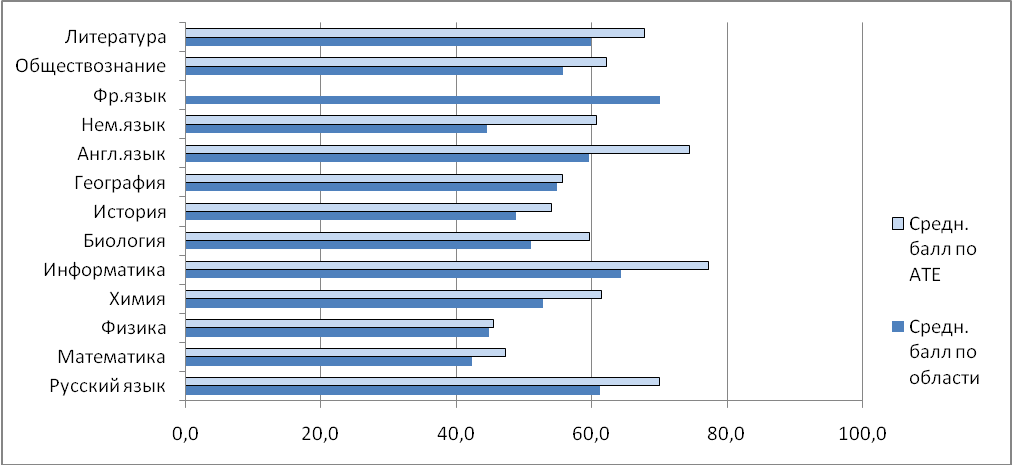 Литература
Обществознание
Фр.язык
Нем.язык
Англ.язык
География
История
Биология
Информатика
Химия
Физика
Математика
Русский язык
0,0 20,0 40,0 60,0 80,0 100,0
Средн.
балл по
АТЕ
Средн.
балл по
области